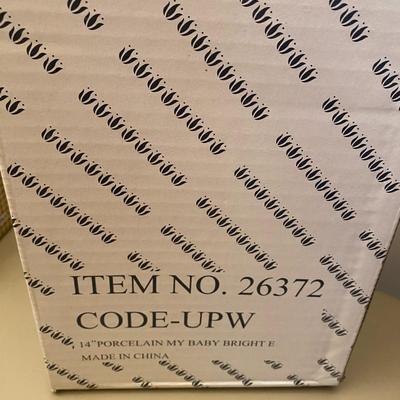 ITEM NO. 26372
CODE-UPW
14"PORCELAIN MY BABY BRIGHT E
MADE IN CHINA